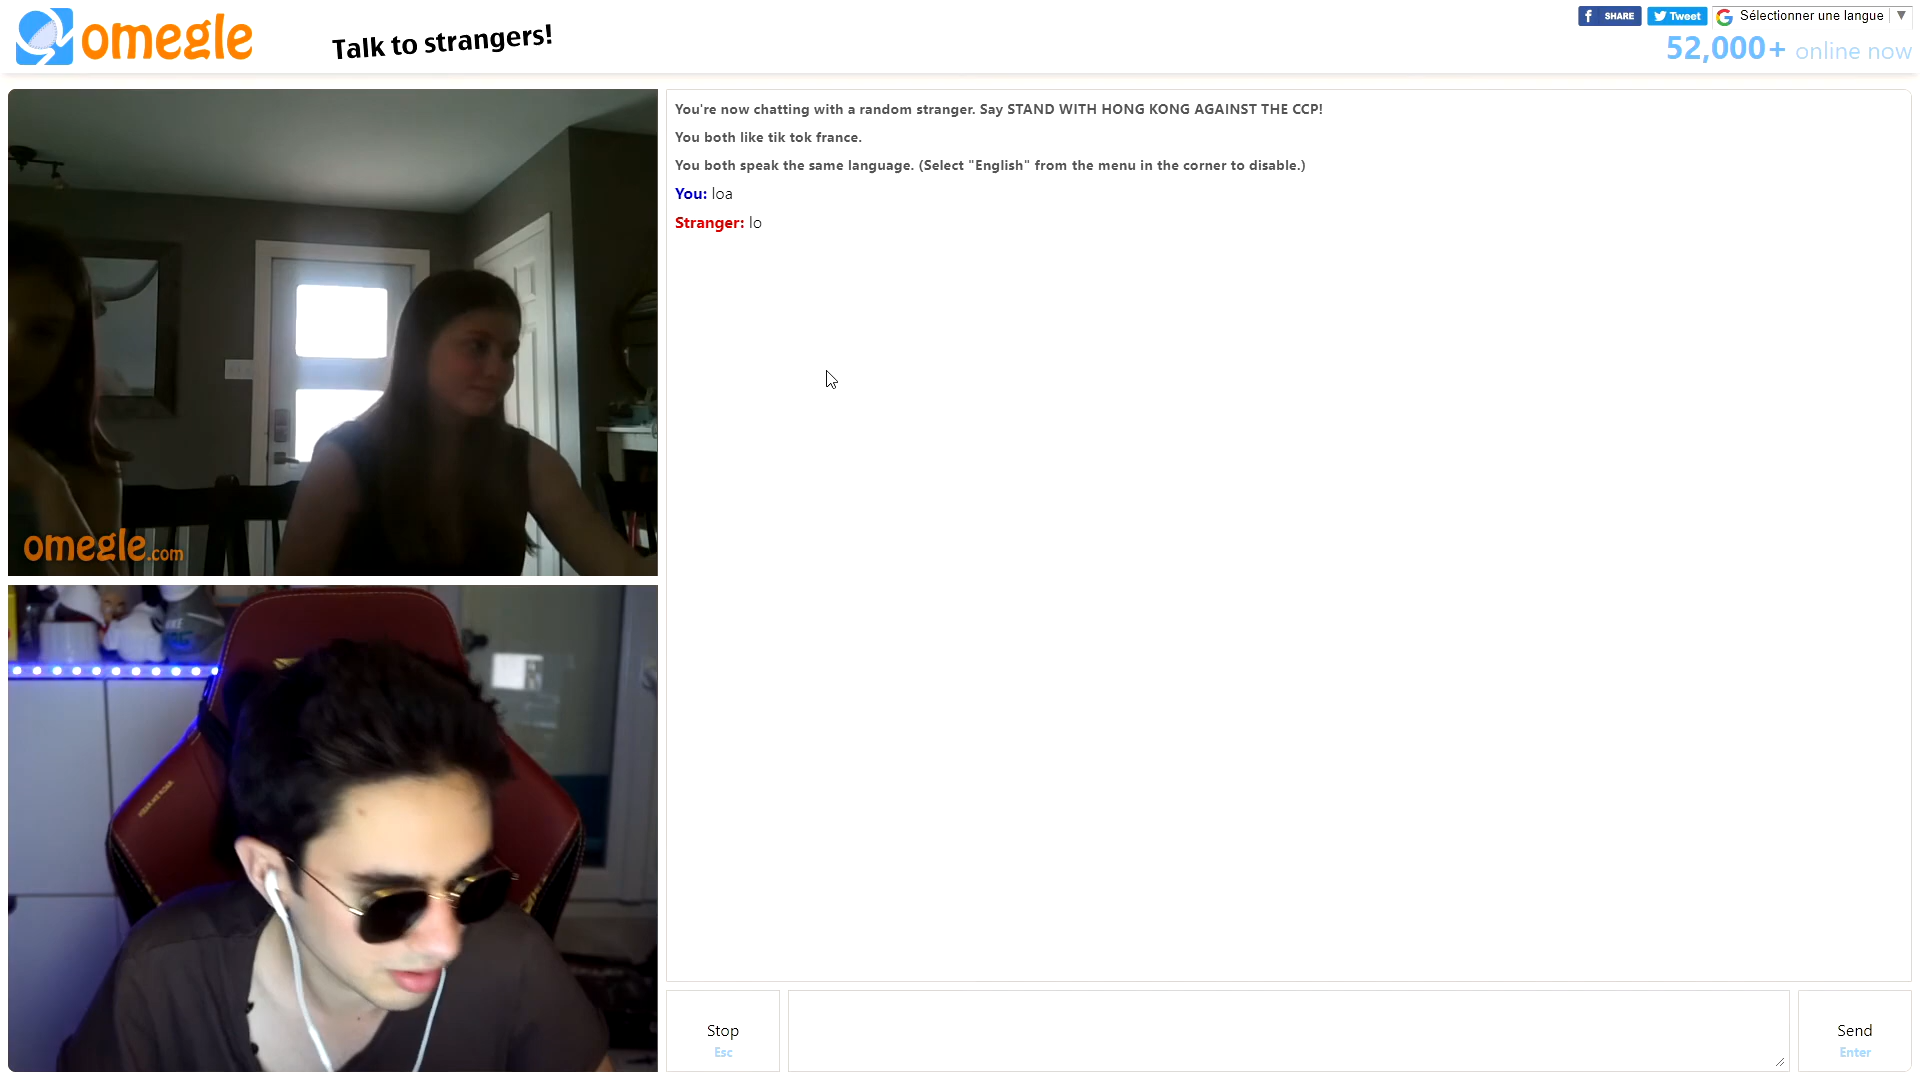 omegle
Talk to strangers!
SHARE
Tweet
Sélectionner une langue
52,000+ online now
You're now chatting with a random stranger. Say STAND WITH HONG KONG AGAINST THE CCP!
You both like tik tok france.
You both speak the same language. (Select "English" from the menu in the corner to disable.)
You: loa
Stranger: lo
omegle.com
Stop
Esc
Send
Enter